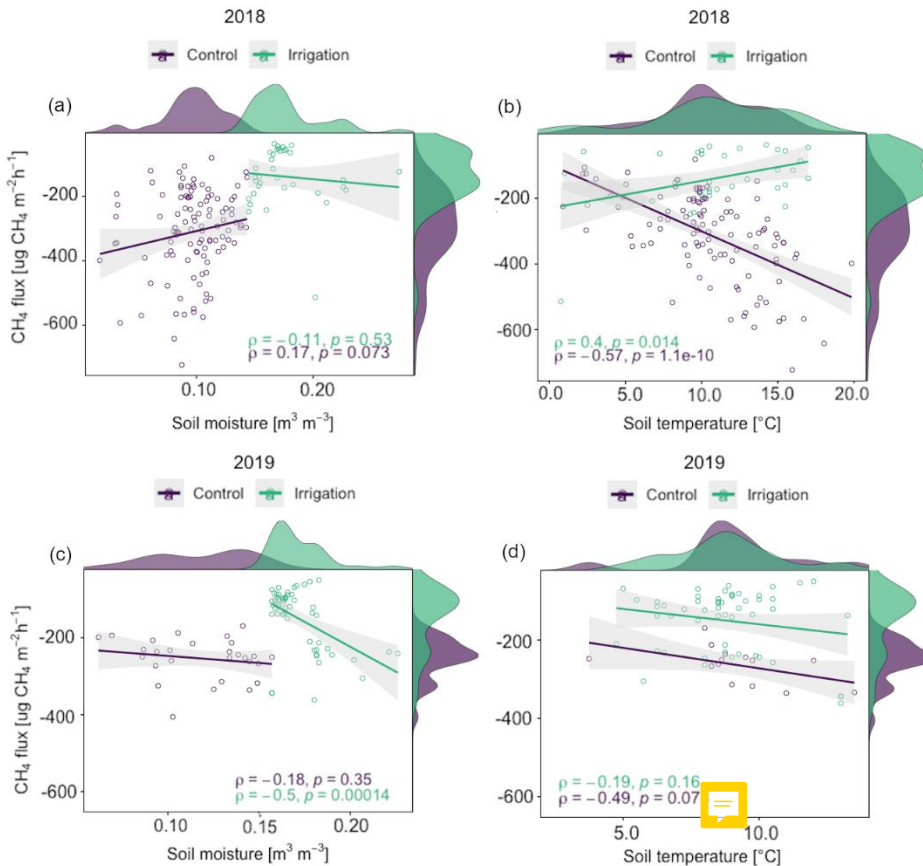 2018
Control Irrigation
(a)
CH₄ flux [ug CH₄ m⁻²h⁻¹]
-200
-400
-600
ρ = −0.11, p = 0.53
ρ = 0.17, p = 0.073
0.10 0.20
Soil moisture [m³ m⁻³]
2018
Control Irrigation
(b)
-200
-400
-600
ρ = 0.4, p = 0.014
ρ = −0.57, p = 1.1e-10
0.0 5.0 10.0 15.0 20.0
Soil temperature [°C]
2019
Control Irrigation
(c)
CH₄ flux [ug CH₄ m⁻²h⁻¹]
-200
-400
-600
ρ = −0.18, p = 0.35
ρ = −0.5, p = 0.00014
0.10 0.15 0.20
Soil moisture [m³ m⁻³]
2019
Control Irrigation
(d)
-200
-400
-600
ρ = −0.19, p = 0.16
ρ = −0.49, p = 0.07
5.0 10.0
Soil temperature [°C]